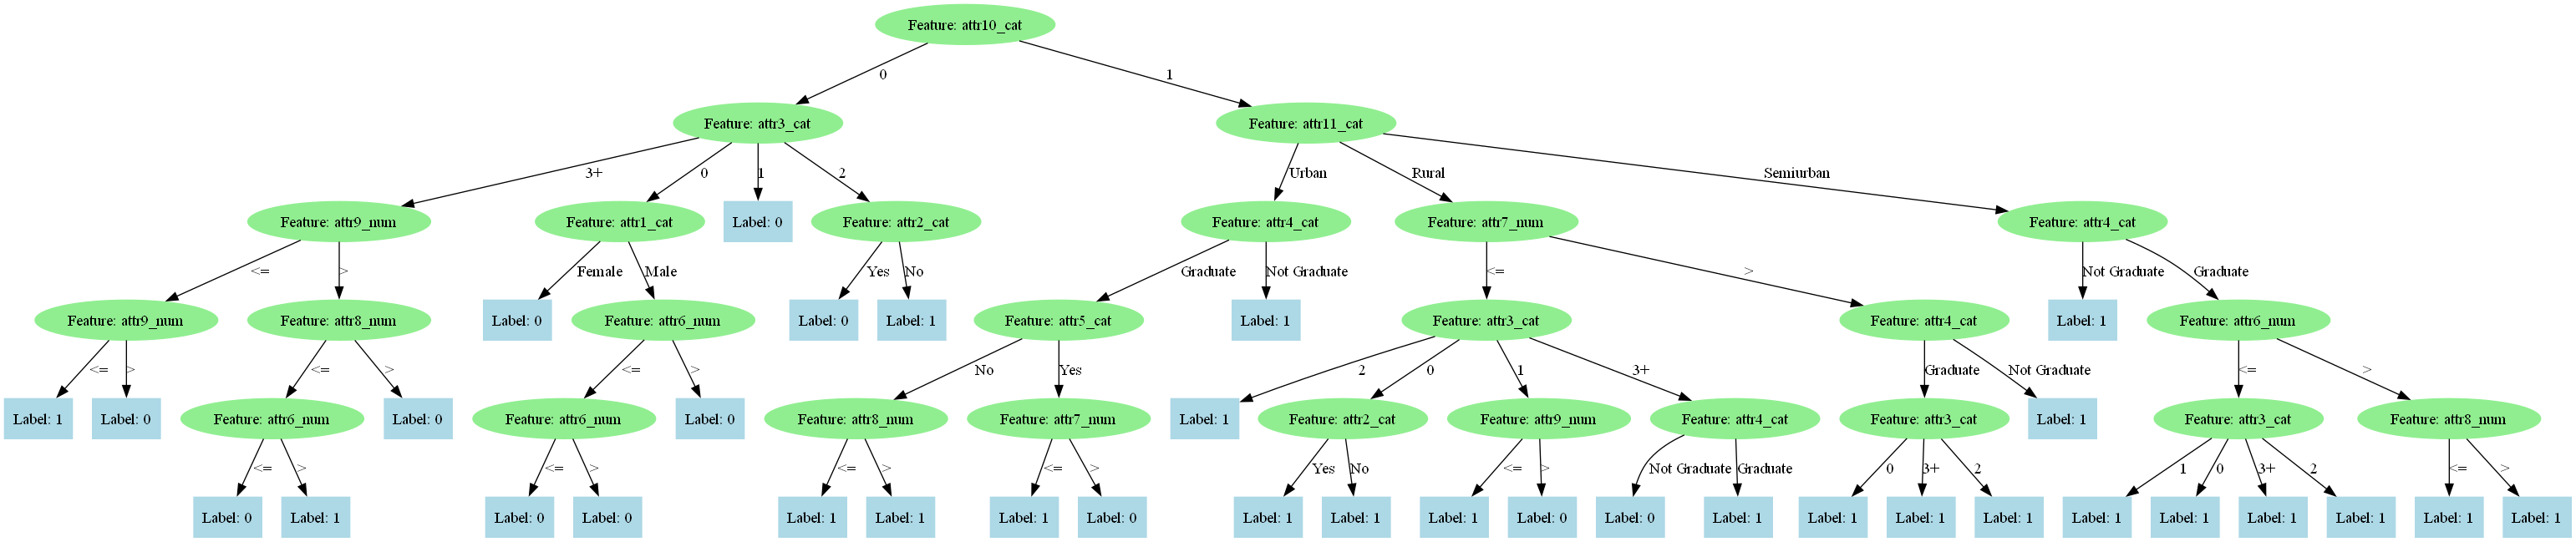 Feature: attr10_cat
0
1
Feature: attr3_cat
Feature: attr11_cat
3+
0
1
2
Urban
Rural
Semiurban
Feature: attr9_num
Feature: attr1_cat
Label: 0
Feature: attr2_cat
Feature: attr4_cat
Feature: attr7_num
Feature: attr4_cat
<=
>
Female
Male
Yes
No
Graduate
Not Graduate
<=
>
Not Graduate
Graduate
Feature: attr9_num
Feature: attr8_num
Label: 0
Feature: attr6_num
Label: 0
Label: 1
Feature: attr5_cat
Label: 1
Feature: attr3_cat
Feature: attr4_cat
Label: 1
Feature: attr6_num
<=
>
<=
>
<=
>
No
Yes
2
0
1
3+
Graduate
Not Graduate
<=
>
Label: 1
Label: 0
Feature: attr6_num
Label: 0
Feature: attr6_num
Label: 0
Feature: attr8_num
Feature: attr7_num
Label: 1
Feature: attr2_cat
Feature: attr9_num
Feature: attr4_cat
Feature: attr3_cat
Label: 1
Feature: attr3_cat
Feature: attr8_num
<=
>
<=
>
<=
>
<=
>
Yes
No
<=
>
Not Graduate
Graduate
0
3+
2
1
0
3+
2
<=
>
Label: 0
Label: 1
Label: 0
Label: 0
Label: 1
Label: 1
Label: 1
Label: 0
Label: 1
Label: 1
Label: 1
Label: 0
Label: 0
Label: 1
Label: 1
Label: 1
Label: 1
Label: 1
Label: 1
Label: 1
Label: 1
Label: 1
Label: 1